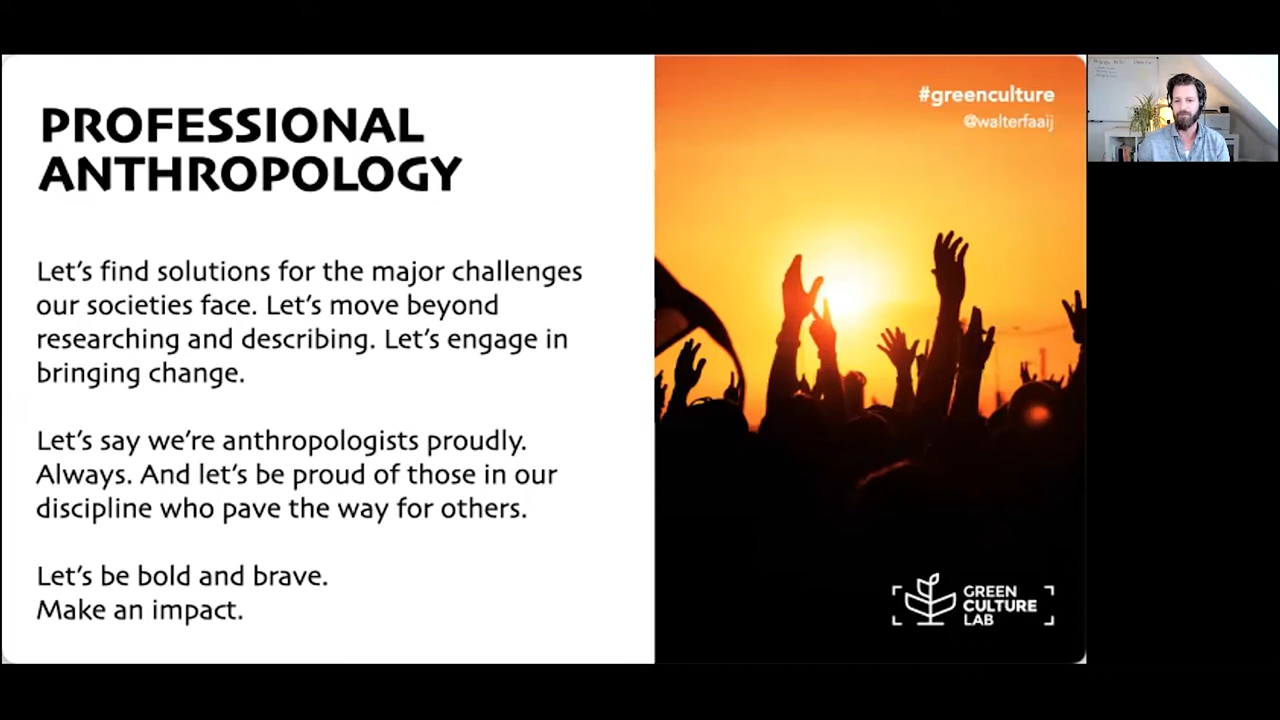 PROFESSIONAL
ANTHROPOLOGY
Let's find solutions for the major challenges
our societies face. Let's move beyond
researching and describing. Let's engage in
bringing change.
Let's say we're anthropologists proudly.
Always. And let's be proud of those in our
discipline who pave the way for others.
Let's be bold and brave.
Make an impact.
#greenculture
@walterfaaij
GREEN
CULTURE
LAB